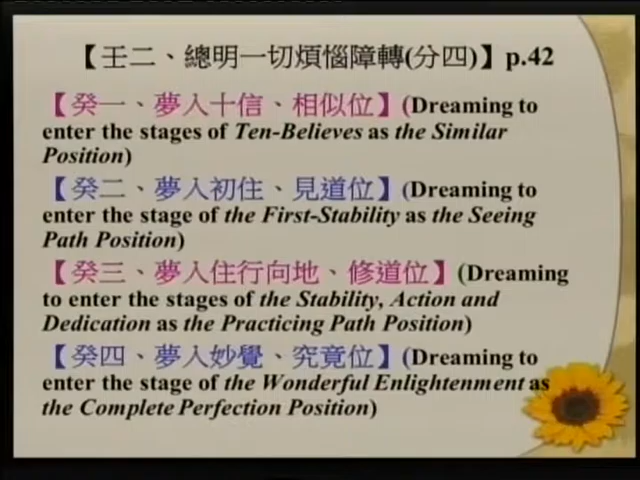 【壬二、總明一切煩惱障轉(分四)】p.42
【癸一、夢入十信、相似位】(Dreaming to
enter the stages of Ten-Believes as the Similar
Position)
【癸二、夢入初住、見道位】(Dreaming to
enter the stage of the First-Stability as the Seeing
Path Position)
【癸三、夢入住行向地、修道位】(Dreaming
to enter the stages of the Stability, Action and
Dedication as the Practicing Path Position)
【癸四、夢入妙覺、究竟位】(Dreaming to
enter the stage of the Wonderful Enlightenment as
the Complete Perfection Position)